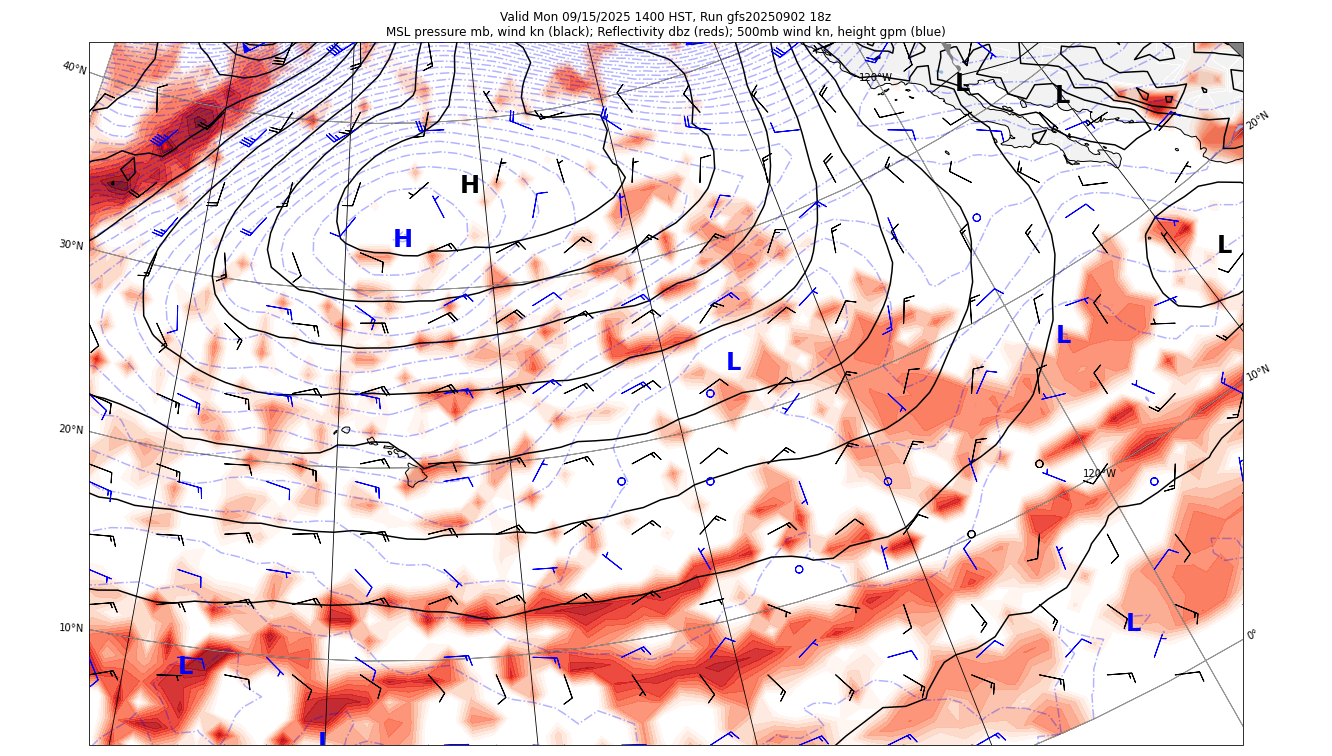 Valid Mon 09/15/2025 1400 HST, Run gfs20250902 18z
MSL pressure mb, wind kn (black); Reflectivity dbz (reds); 500mb wind kn, height gpm (blue)
40°N
120°W
L
L
20°N
H
30°N
H
L
L
L
10°N
20°N
120°W
10°N
L
0°
L
L